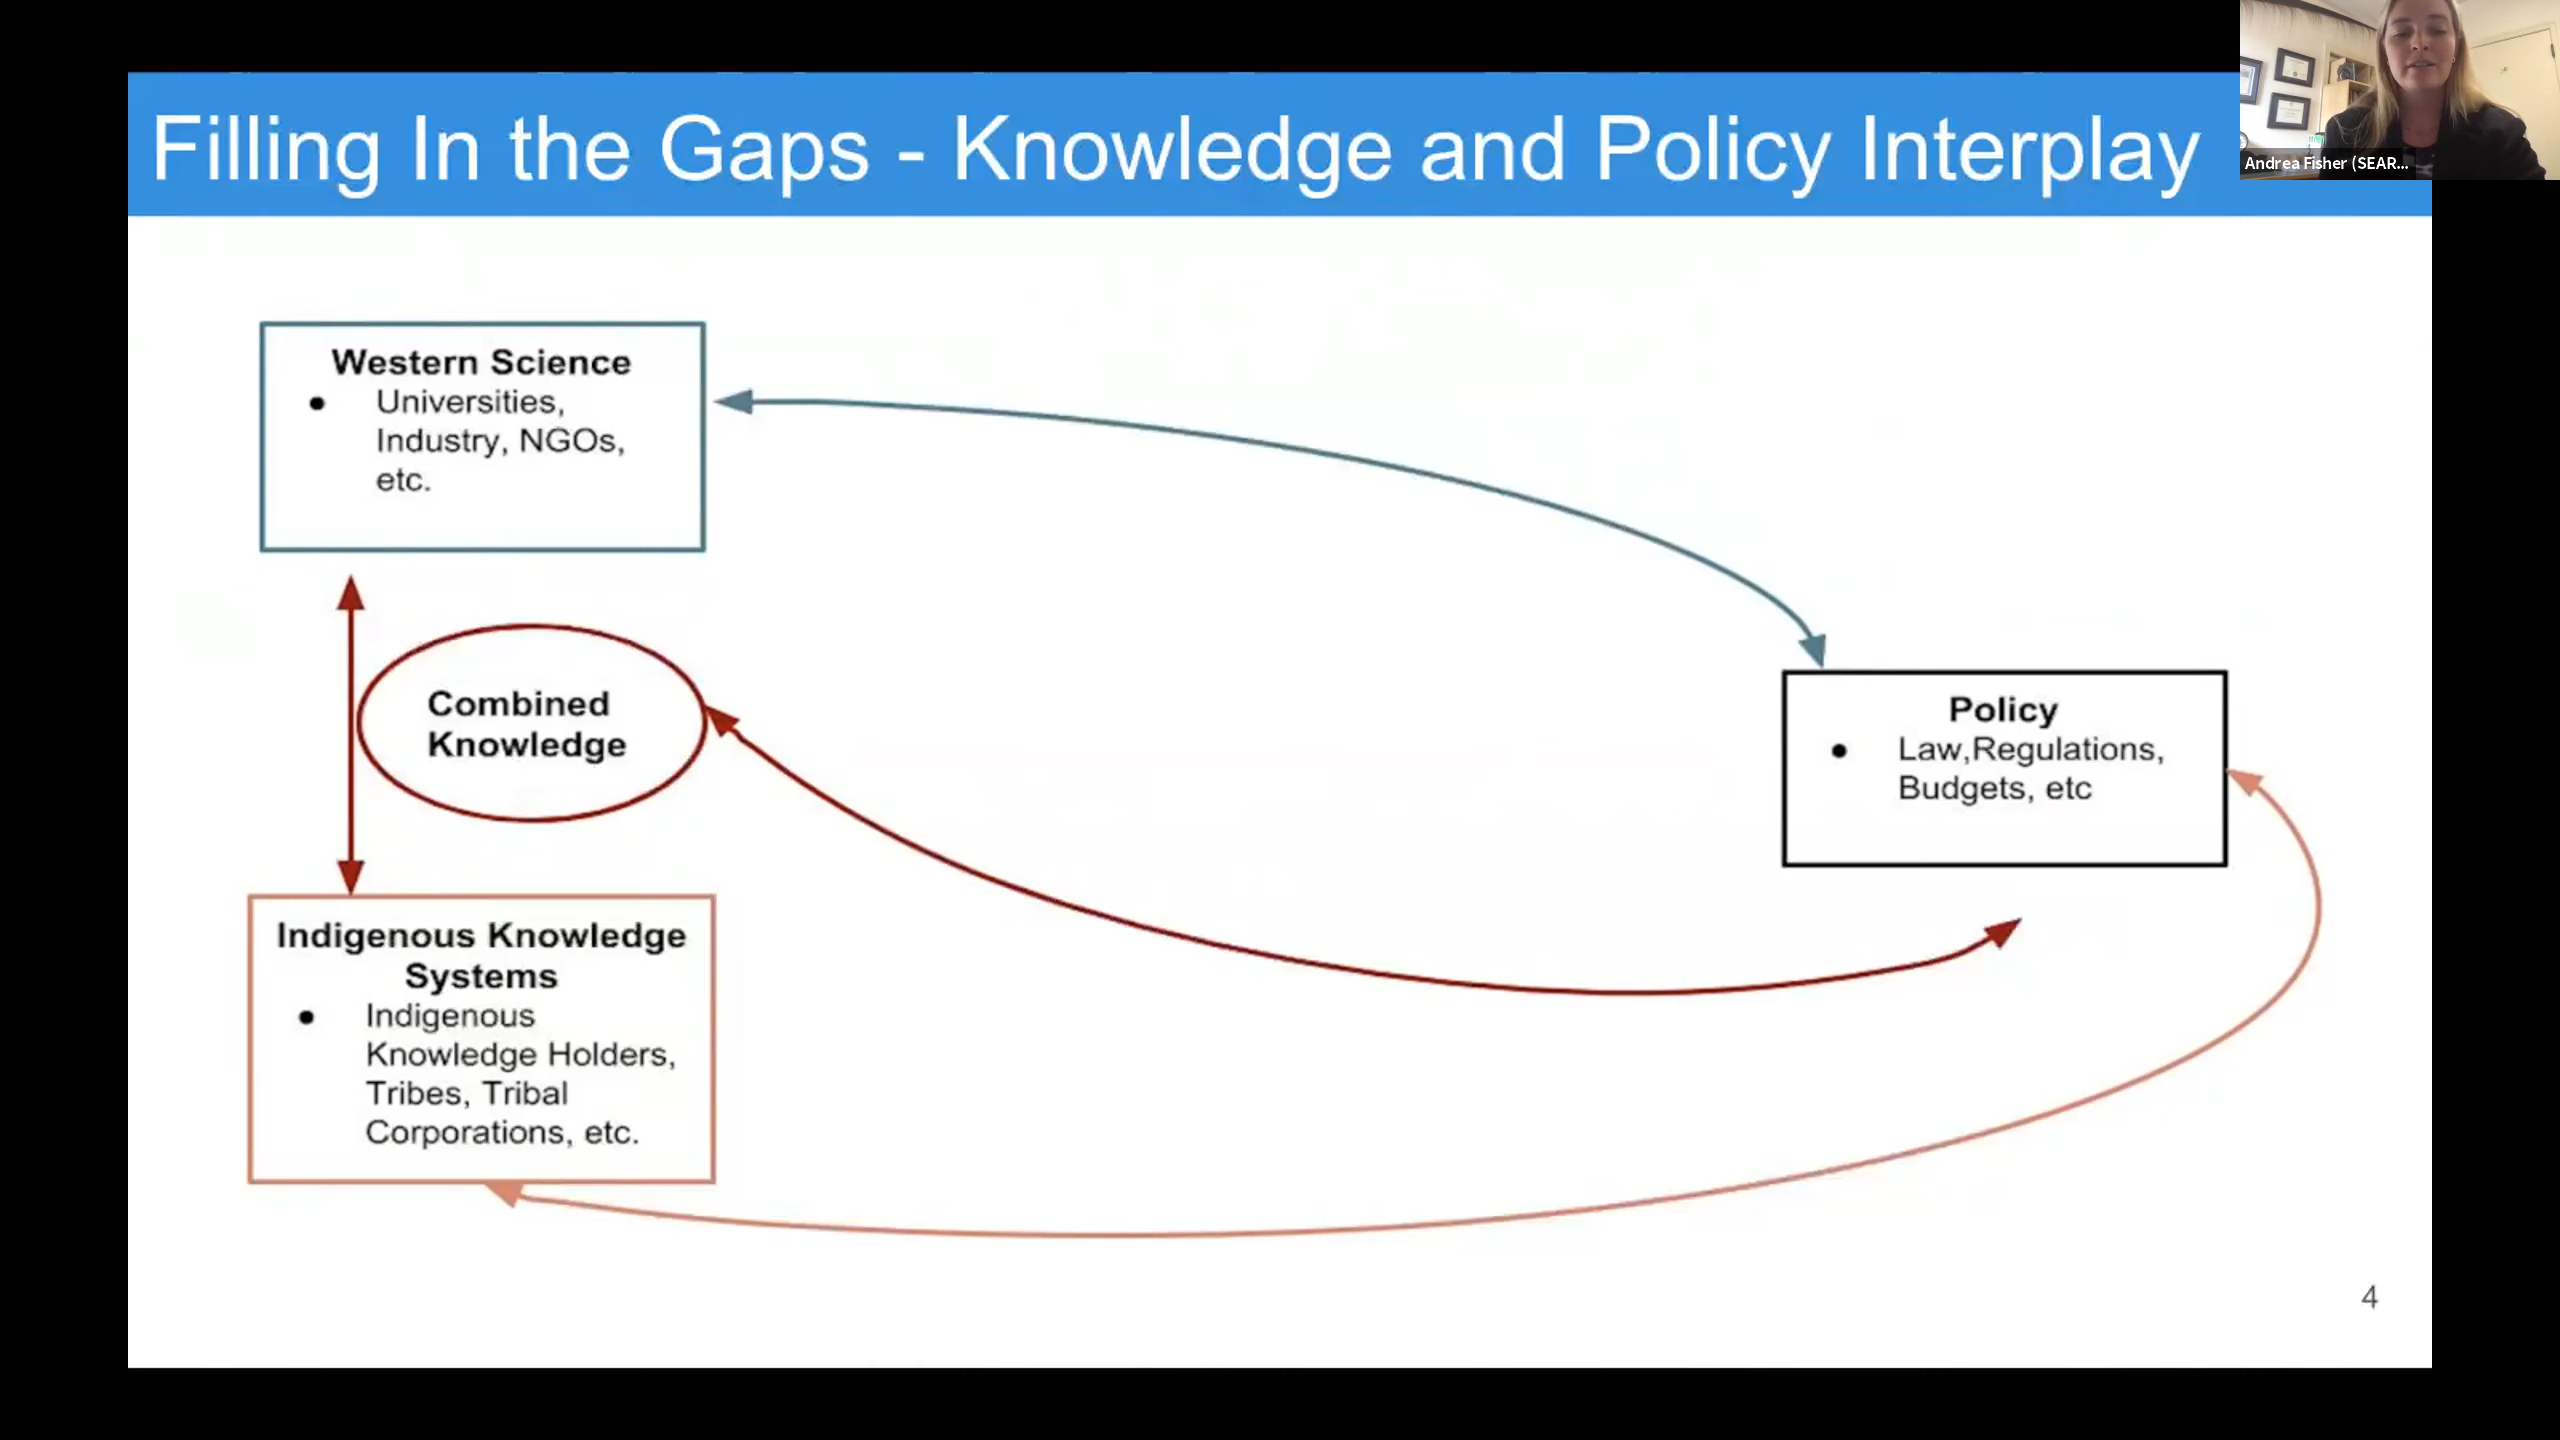 Filling In the Gaps - Knowledge and Policy Interplay
Andrea Fisher (SEAR...
Western Science
● Universities,
Industry, NGOs,
etc.
Combined
Knowledge
Policy
● Law,Regulations,
Budgets, etc
Indigenous Knowledge
Systems
● Indigenous
Knowledge Holders,
Tribes, Tribal
Corporations, etc.
4